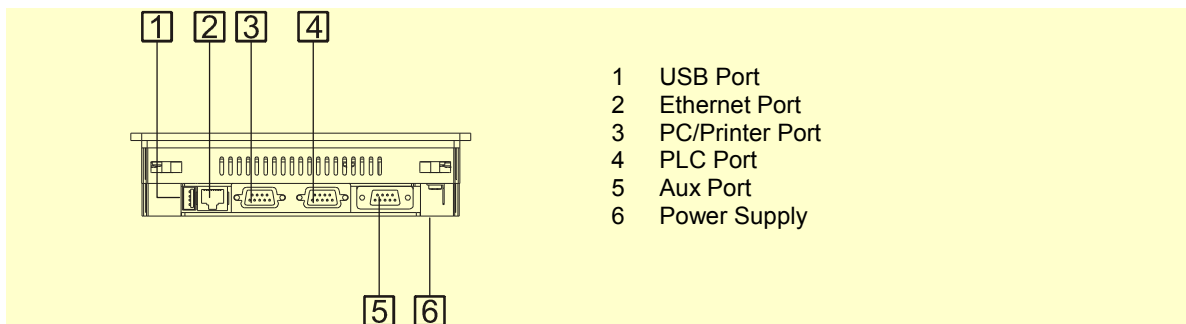 1 2 3 4
1 USB Port
2 Ethernet Port
3 PC/Printer Port
4 PLC Port
5 Aux Port
6 Power Supply
5 6